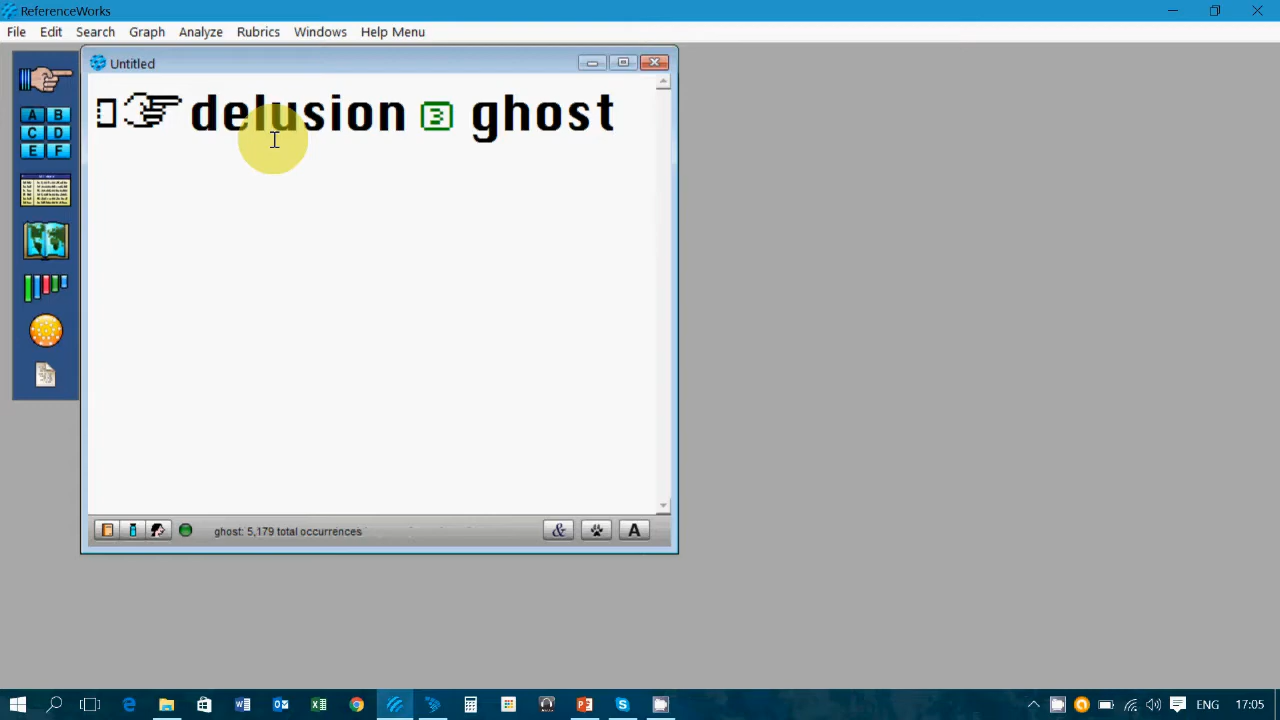 ReferenceWorks
File Edit Search Graph Analyze Rubrics Windows Help Menu
Untitled
delusion 3 ghost
A B
C D
E F
ghost: 5,179 total occurrences
& A
ENG 17:05